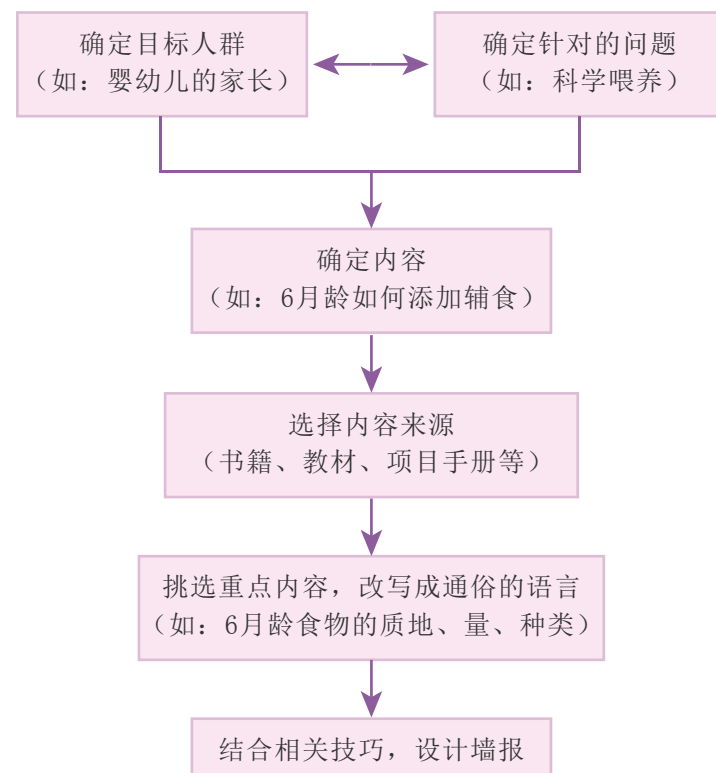 确定目标人群
（如：婴幼儿的家长）
确定针对的问题
（如：科学喂养）
确定内容
（如：6月龄如何添加辅食）
选择内容来源
（书籍、教材、项目手册等）
挑选重点内容，改写成通俗的语言
（如：6月龄食物的质地、量、种类）
结合相关技巧，设计墙报